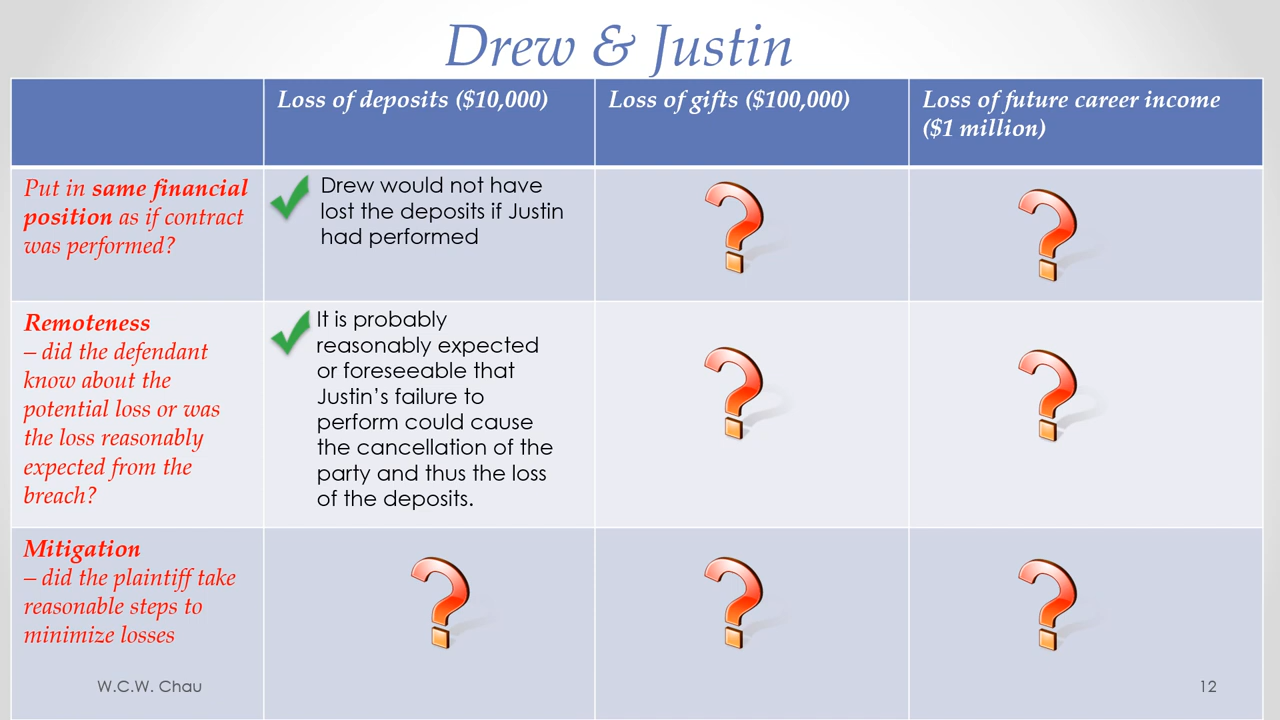 Drew & Justin
Loss of deposits ($10,000)
Loss of gifts ($100,000)
Loss of future career income
($1 million)
Put in same financial
position as if contract
was performed?
Drew would not have
lost the deposits if Justin
had performed
Remoteness
– did the defendant
know about the
potential loss or was
the loss reasonably
expected from the
breach?
It is probably
reasonably expected
or foreseeable that
Justin’s failure to
perform could cause
the cancellation of the
party and thus the loss
of the deposits.
Mitigation
– did the plaintiff take
reasonable steps to
minimize losses
W.C.W. Chau
12